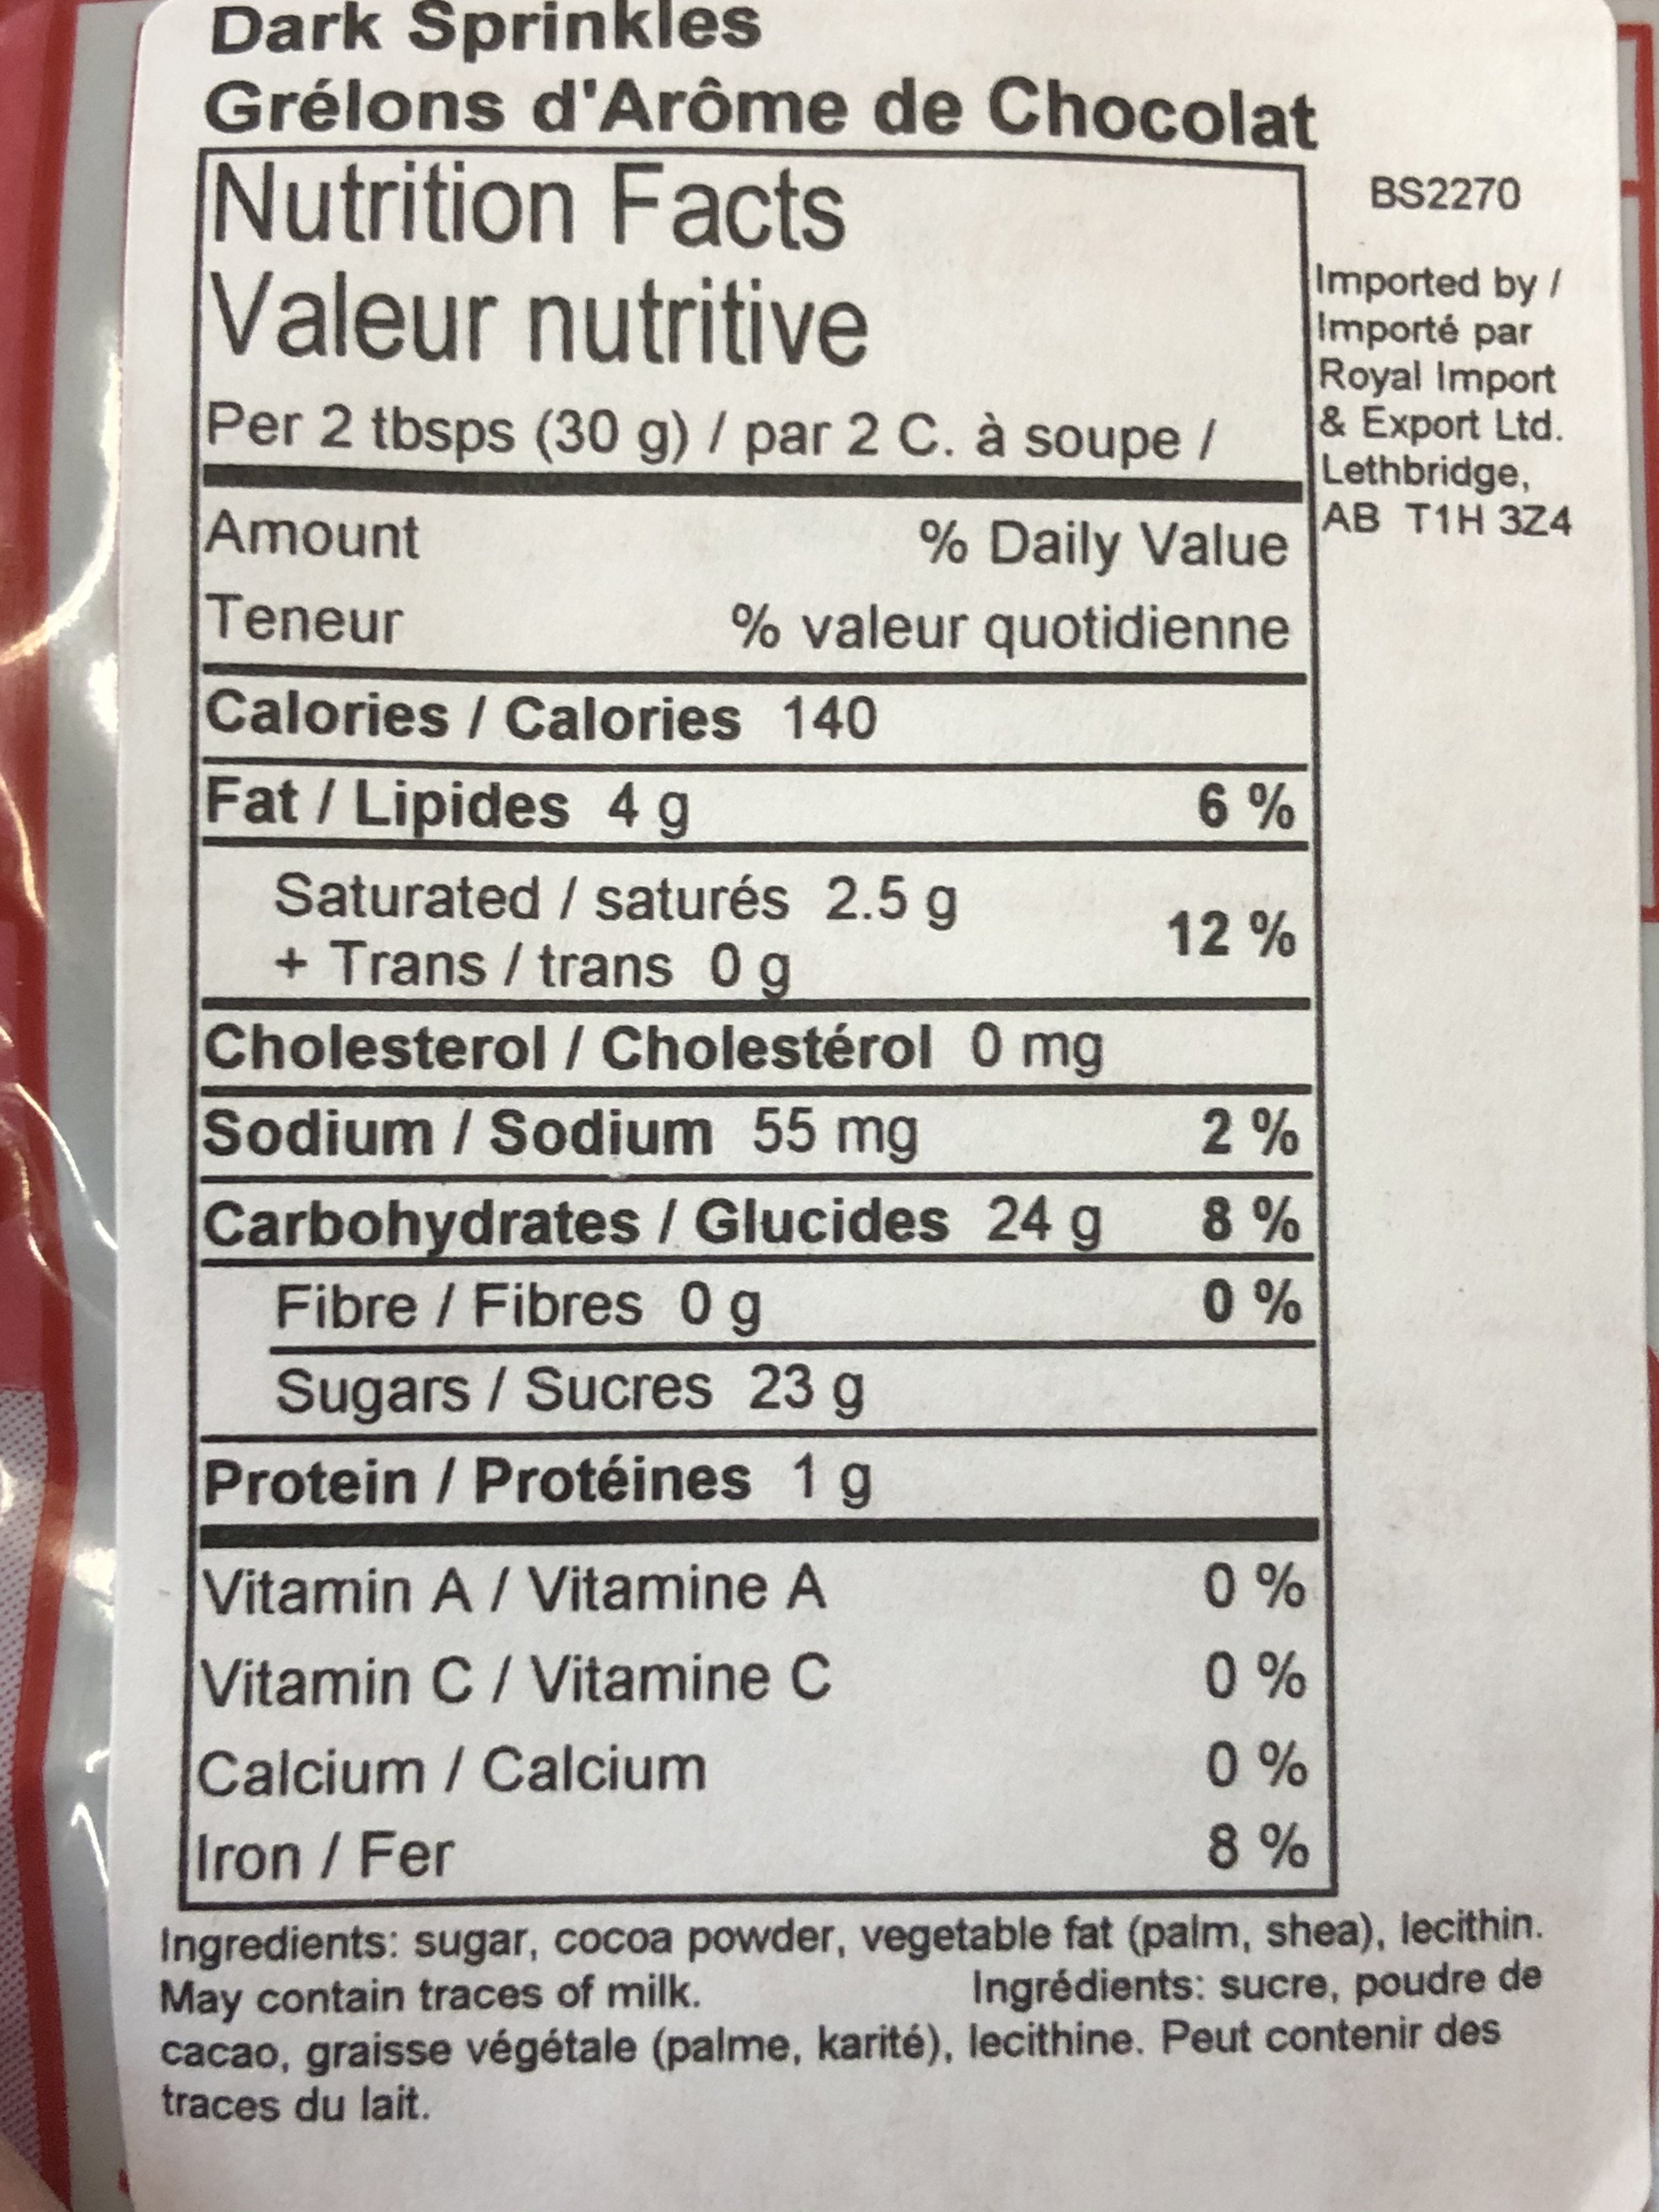 Dark Sprinkles
Grélons d'Arôme de Chocolat
Nutrition Facts
Valeur nutritive
Per 2 tbsps (30 g) / par 2 C. à soupe /
Amount % Daily Value
Teneur % valeur quotidienne
Calories / Calories 140
Fat / Lipides 4 g 6 %
Saturated / saturés 2.5 g
+ Trans / trans 0 g 12 %
Cholesterol / Cholestérol 0 mg
Sodium / Sodium 55 mg 2 %
Carbohydrates / Glucides 24 g 8 %
Fibre / Fibres 0 g 0 %
Sugars / Sucres 23 g
Protein / Protéines 1 g
Vitamin A / Vitamine A 0 %
Vitamin C / Vitamine C 0 %
Calcium / Calcium 0 %
Iron / Fer 8 %
BS2270
Imported by /
Importé par
Royal Import
& Export Ltd.
Lethbridge,
AB T1H 3Z4
Ingredients: sugar, cocoa powder, vegetable fat (palm, shea), lecithin.
May contain traces of milk. Ingrédients: sucre, poudre de
cacao, graisse végétale (palme, karité), lecithine. Peut contenir des
traces du lait.